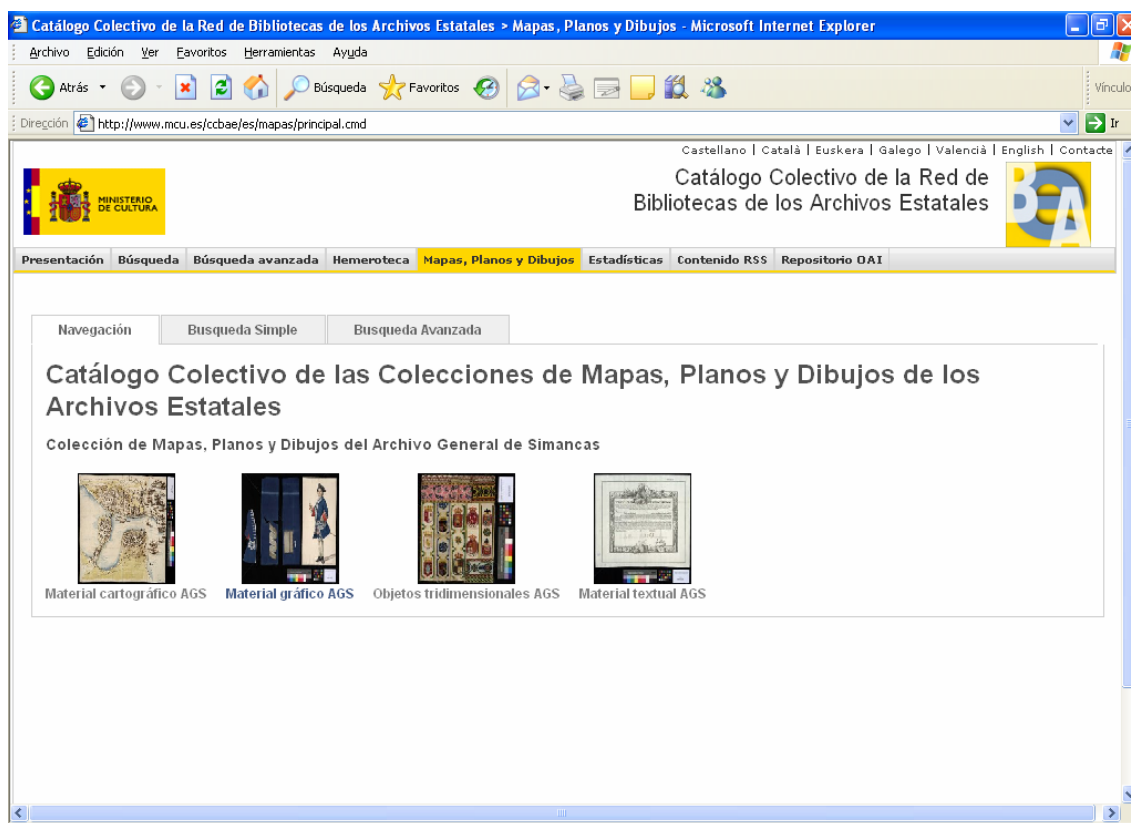 Catálogo Colectivo de la Red de Bibliotecas de los Archivos Estatales > Mapas, Planos y Dibujos - Microsoft Internet Explorer
Archivo Edición Ver Favoritos Herramientas Ayuda
Atrás Búsqueda Favoritos Vínculo
Dirección http://www.mcu.es/ccbae/es/mapas/principal.cmd Ir
Castellano | Català | Euskera | Galego | Valencià | English | Contacte
MINISTERIO
DE CULTURA
Catálogo Colectivo de la Red de
Bibliotecas de los Archivos Estatales
BeA
Presentación Búsqueda Búsqueda avanzada Hemeroteca Mapas, Planos y Dibujos Estadísticas Contenido RSS Repositorio OAI
Navegación Busqueda Simple Busqueda Avanzada
Catálogo Colectivo de las Colecciones de Mapas, Planos y Dibujos de los
Archivos Estatales
Colección de Mapas, Planos y Dibujos del Archivo General de Simancas
Material cartográfico AGS Material gráfico AGS Objetos tridimensionales AGS Material textual AGS